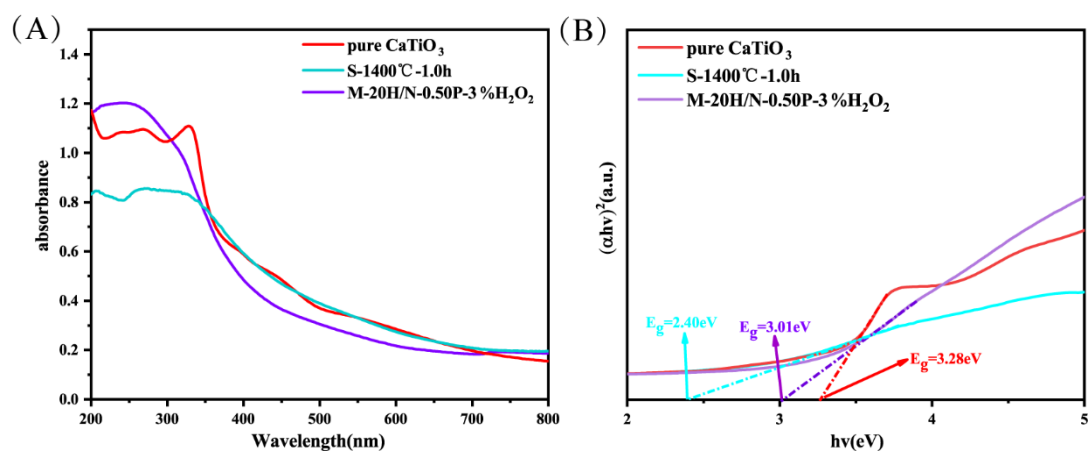 (A)
pure CaTiO3
S-1400℃-1.0h
M-20H/N-0.50P-3%H2O2
absorbance
1.4
1.2
1.0
0.8
0.6
0.4
0.2
0.0
200 300 400 500 600 700 800
Wavelength(nm)
(B)
pure CaTiO3
S-1400℃-1.0h
M-20H/N-0.50P-3%H2O2
(αhν)²(a.u.)
Eg=2.40eV
Eg=3.01eV
Eg=3.28eV
2 3 4 5
hν(eV)